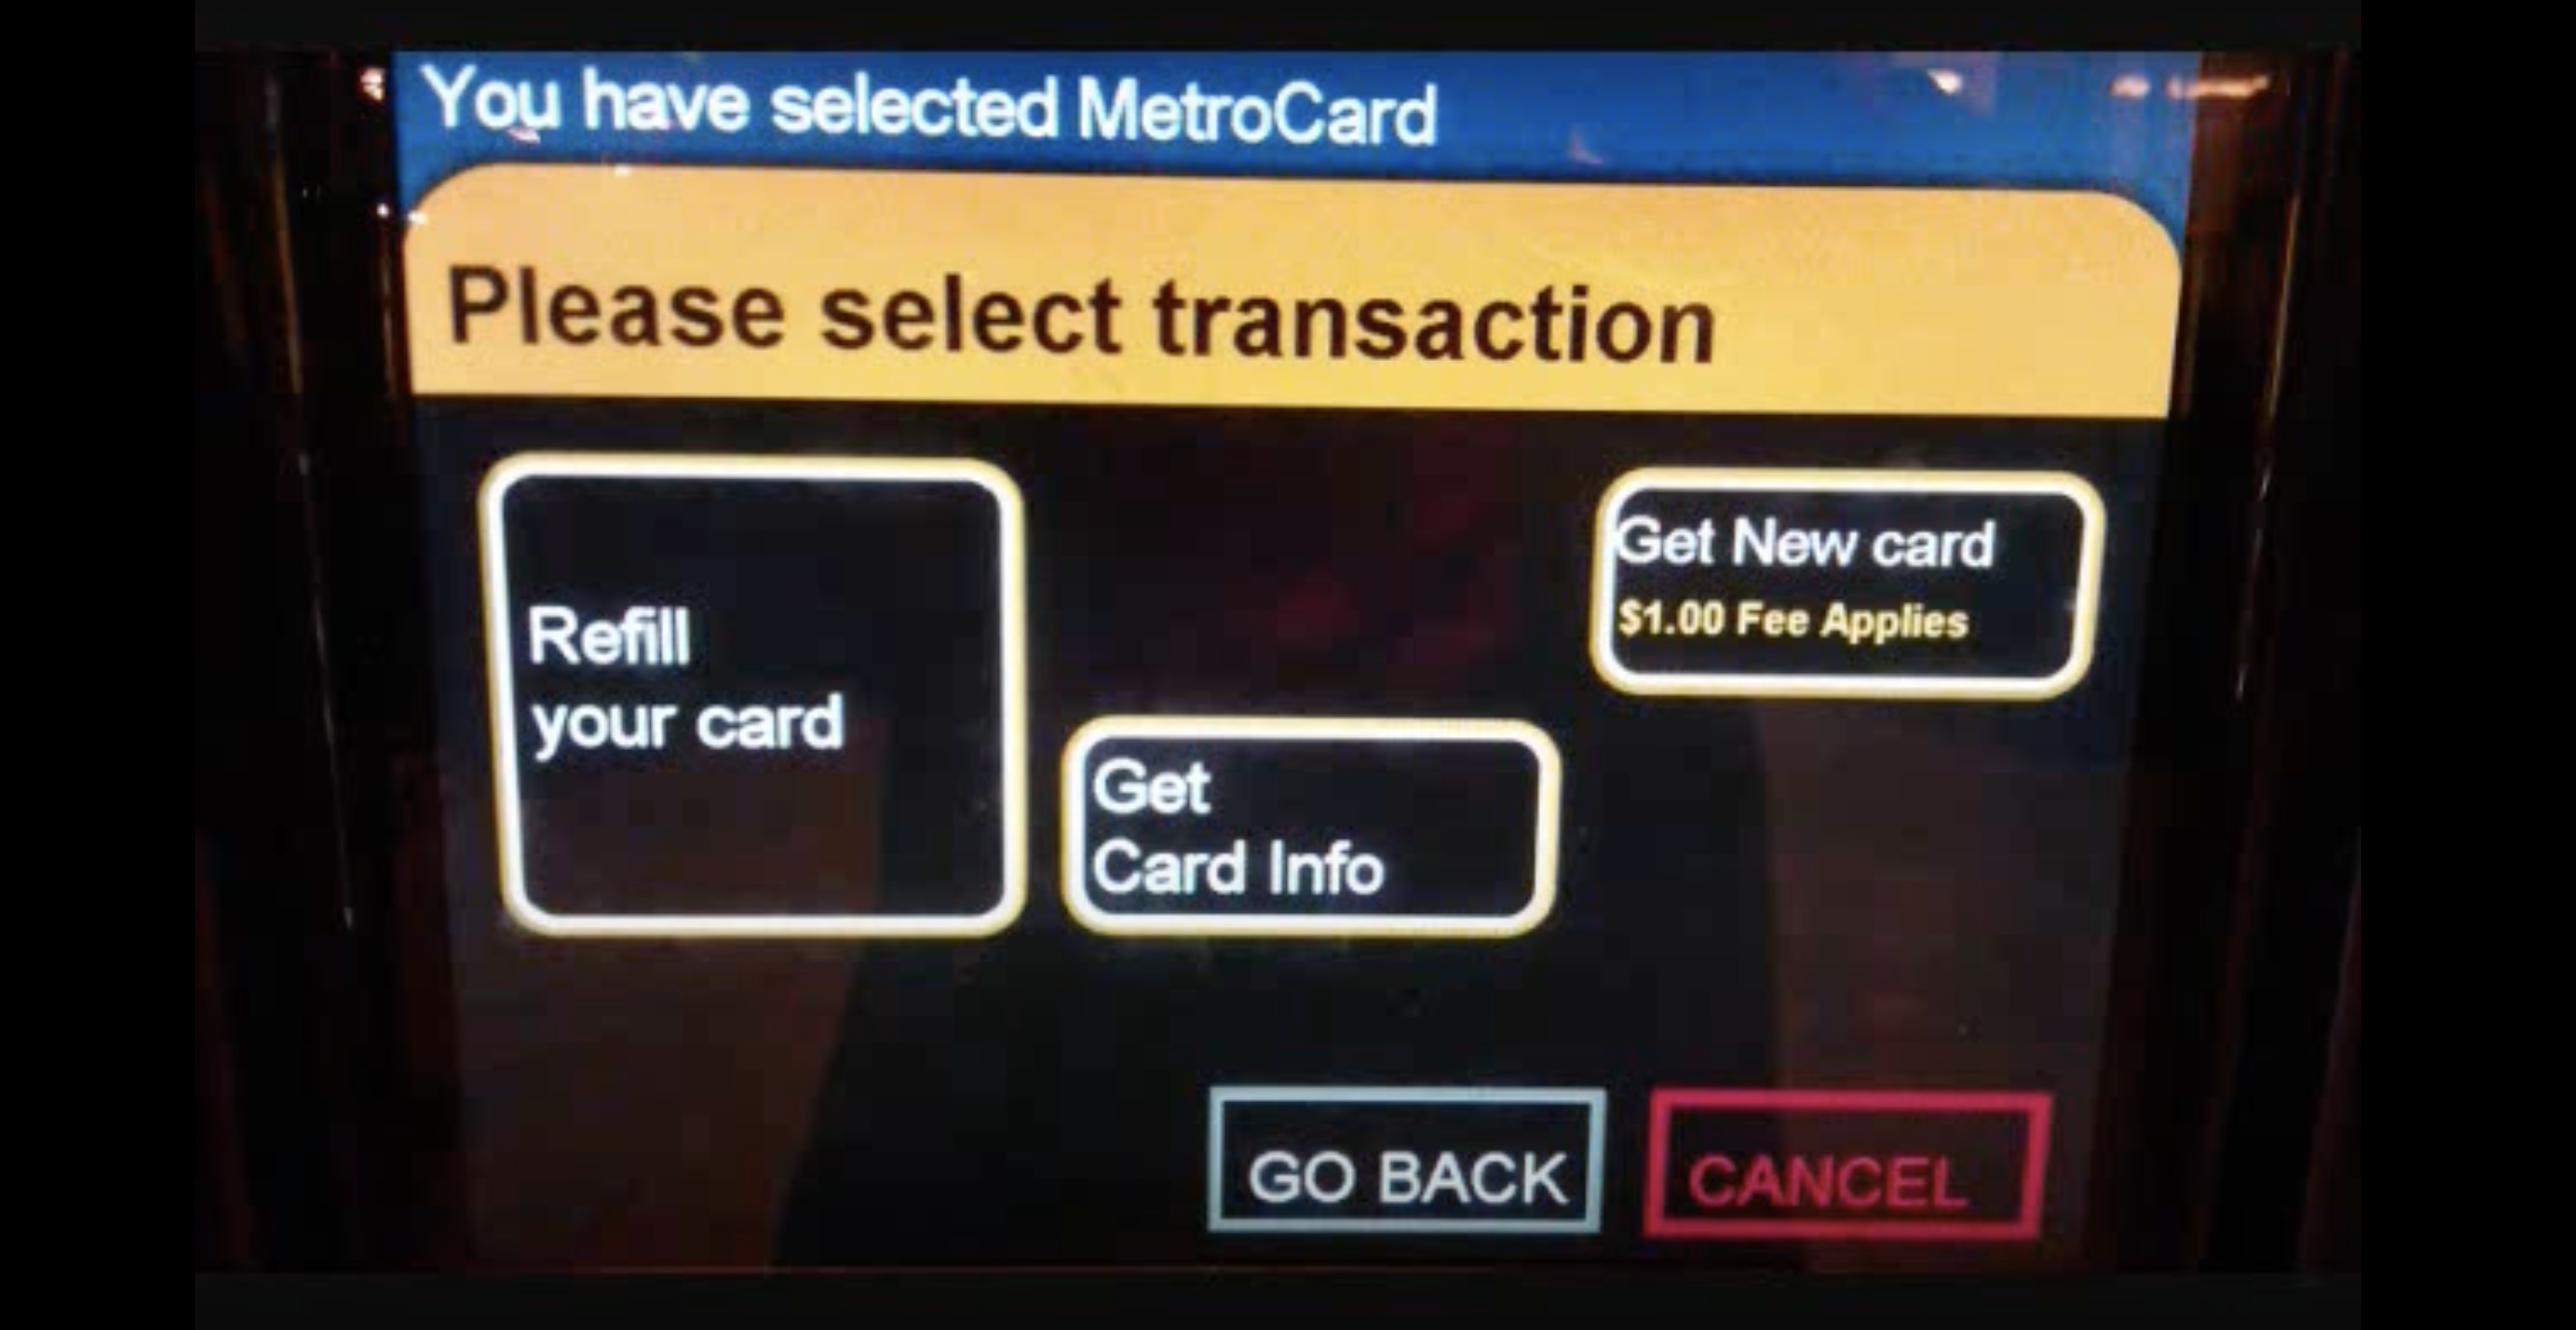 You have selected MetroCard
Please select transaction
Refill
your card
Get
Card Info
Get New card
$1.00 Fee Applies
GO BACK
CANCEL